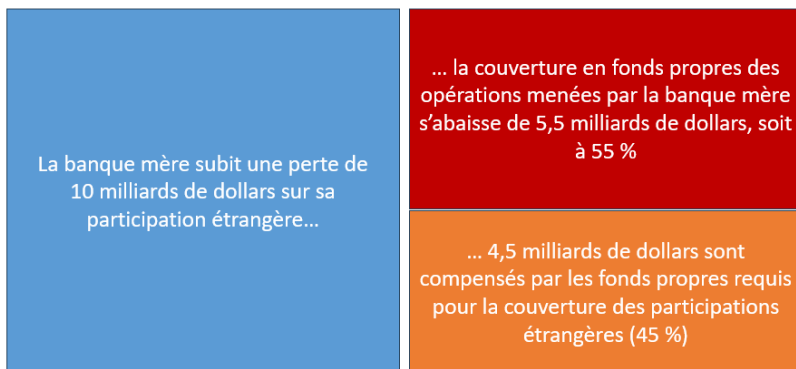 La banque mère subit une perte de
10 milliards de dollars sur sa
participation étrangère…
… la couverture en fonds propres des
opérations menées par la banque mère
s’abaisse de 5,5 milliards de dollars, soit
à 55 %
… 4,5 milliards de dollars sont
compensés par les fonds propres requis
pour la couverture des participations
étrangères (45 %)